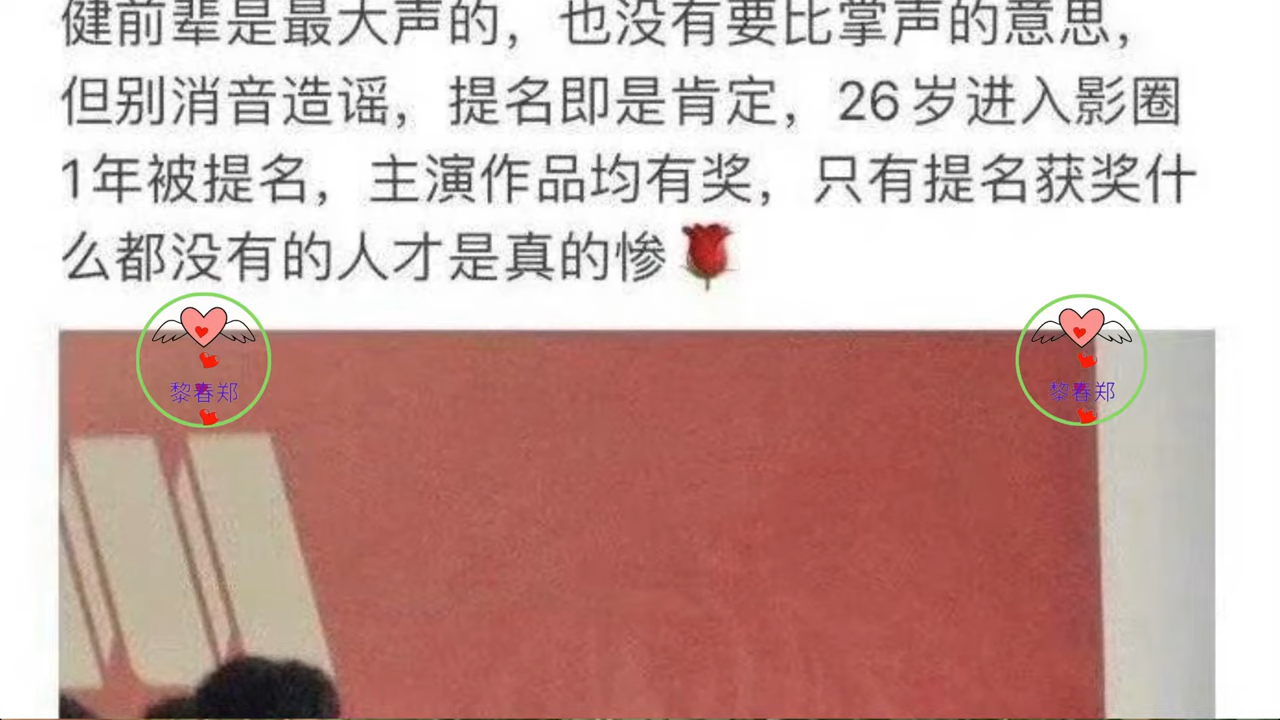 健前辈是最大声的，也没有要比掌声的意思，
但别消音造谣，提名即是肯定，26岁进入影圈
1年被提名，主演作品均有奖，只有提名获奖什
么都没有的人才是真的惨
黎春郑
黎春郑